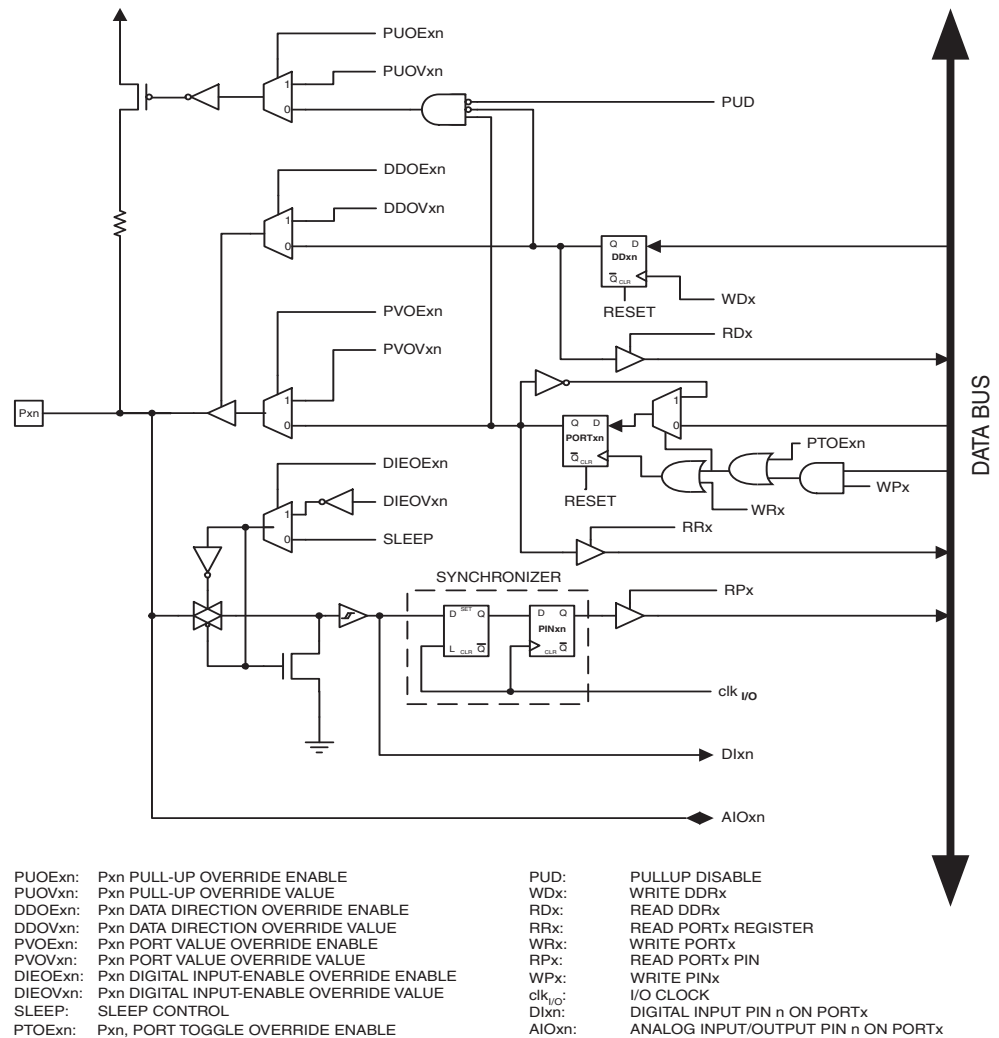 PUOExn
PUOVxn
1
0
PUD
DDOExn
DDOVxn
1
0
Q D
DDxn
Q CLR
WDx
RESET
RDx
PVOExn
PVOVxn
Pxn
1
0
1
0
Q D
PORTxn
Q CLR
PTOExn
WPx
RESET
WRx
DATA BUS
DIEOExn
DIEOVxn
1
0
SLEEP
RRx
SYNCHRONIZER
RPx
D SET Q
L CLR Q
D Q
PINxn
CLR Q
clk I/O
DIxn
AIOxn
PUOExn: Pxn PULL-UP OVERRIDE ENABLE
PUOVxn: Pxn PULL-UP OVERRIDE VALUE
DDOExn: Pxn DATA DIRECTION OVERRIDE ENABLE
DDOVxn: Pxn DATA DIRECTION OVERRIDE VALUE
PVOExn: Pxn PORT VALUE OVERRIDE ENABLE
PVOVxn: Pxn PORT VALUE OVERRIDE VALUE
DIEOExn: Pxn DIGITAL INPUT-ENABLE OVERRIDE ENABLE
DIEOVxn: Pxn DIGITAL INPUT-ENABLE OVERRIDE VALUE
SLEEP: SLEEP CONTROL
PTOExn: Pxn, PORT TOGGLE OVERRIDE ENABLE
PUD: PULLUP DISABLE
WDx: WRITE DDRx
RDx: READ DDRx
RRx: READ PORTx REGISTER
WRx: WRITE PORTx
RPx: READ PORTx PIN
WPx: WRITE PINx
clkI/O: I/O CLOCK
DIxn: DIGITAL INPUT PIN n ON PORTx
AIOxn: ANALOG INPUT/OUTPUT PIN n ON PORTx